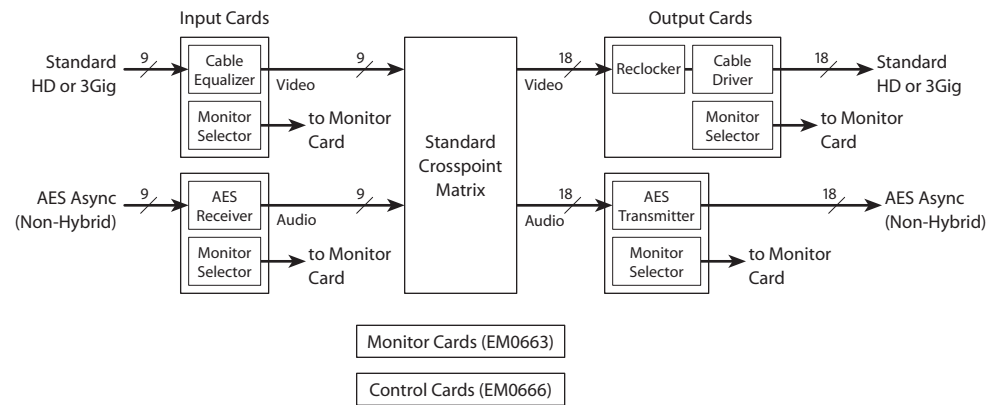 Input Cards
Output Cards
Standard
HD or 3Gig
9
Cable
Equalizer
Video
9
Monitor
Selector
to Monitor
Card
AES Async
(Non-Hybrid)
9
AES
Receiver
Audio
9
Monitor
Selector
to Monitor
Card
Standard
Crosspoint
Matrix
Video
18
Reclocker
Cable
Driver
18
Standard
HD or 3Gig
Monitor
Selector
to Monitor
Card
Audio
18
AES
Transmitter
18
AES Async
(Non-Hybrid)
Monitor
Selector
to Monitor
Card
Monitor Cards (EM0663)
Control Cards (EM0666)